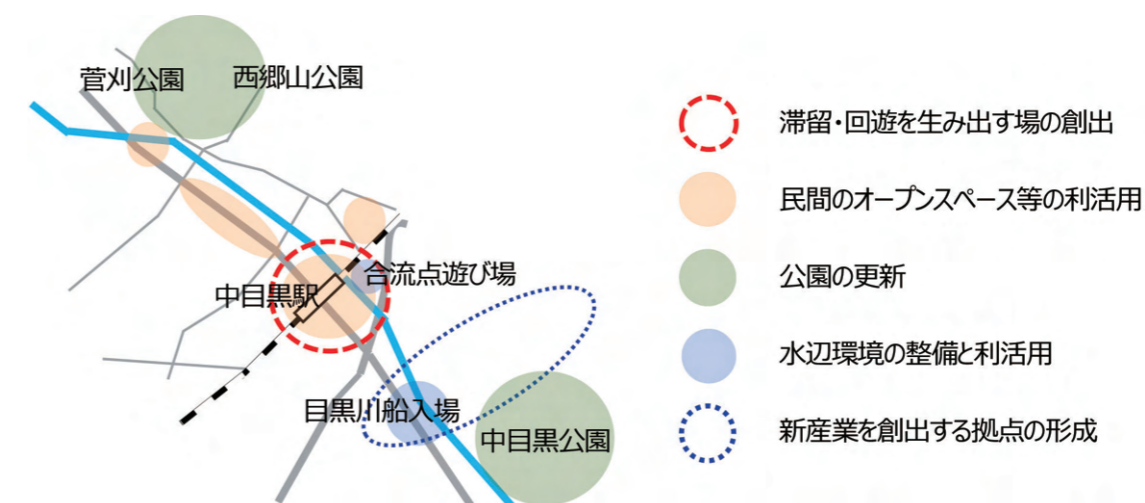 菅刈公園
西郷山公園
合流点遊び場
中目黒駅
目黒川船入場
中目黒公園
滞留・回遊を生み出す場の創出
民間のオープンスペース等の利活用
公園の更新
水辺環境の整備と利活用
新産業を創出する拠点の形成